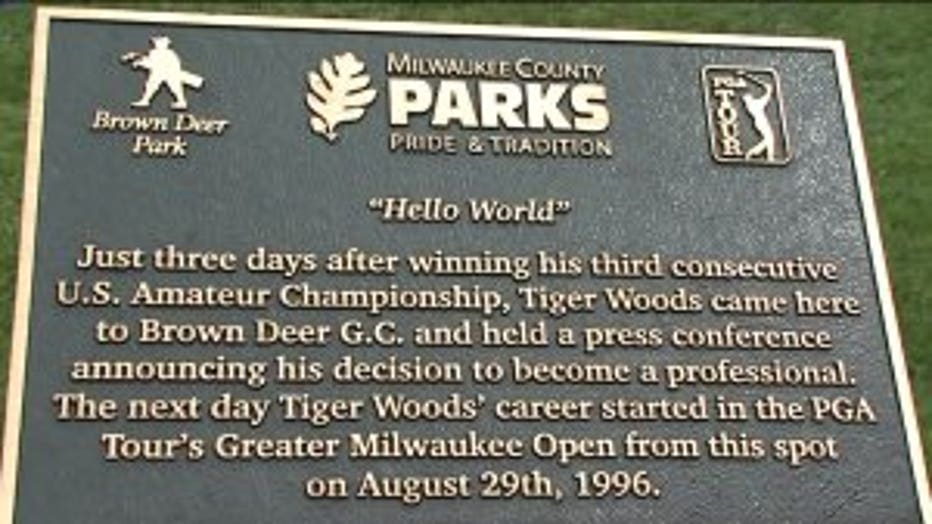 Brown Deer
Park
MILWAUKEE COUNTY
PARKS
PRIDE & TRADITION
PGA
TOUR
“Hello World”
Just three days after winning his third consecutive
U.S. Amateur Championship, Tiger Woods came here
to Brown Deer G.C. and held a press conference
announcing his decision to become a professional.
The next day Tiger Woods’ career started in the PGA
Tour’s Greater Milwaukee Open from this spot
on August 29th, 1996.